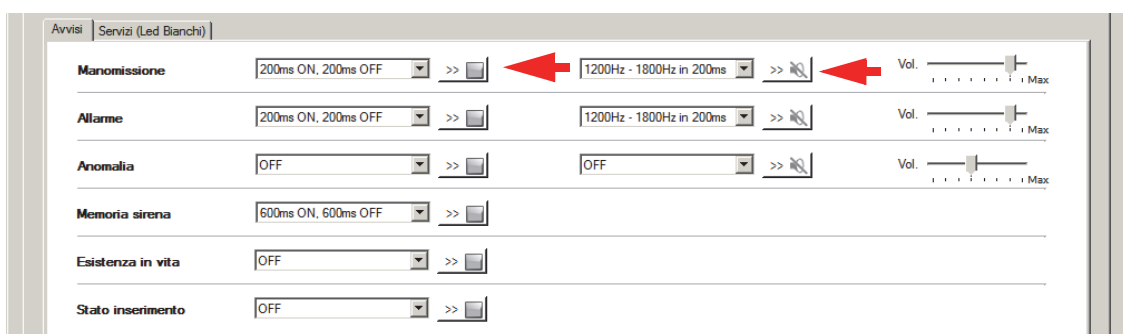 Avvisi Servizi (Led Bianchi)
Manomissione 200ms ON, 200ms OFF >> 1200Hz - 1800Hz in 200ms >> Vol. Max
Allarme 200ms ON, 200ms OFF >> 1200Hz - 1800Hz in 200ms >> Vol. Max
Anomalia OFF >> OFF >> Vol. Max
Memoria sirena 600ms ON, 600ms OFF >>
Esistenza in vita OFF >>
Stato inserimento OFF >>